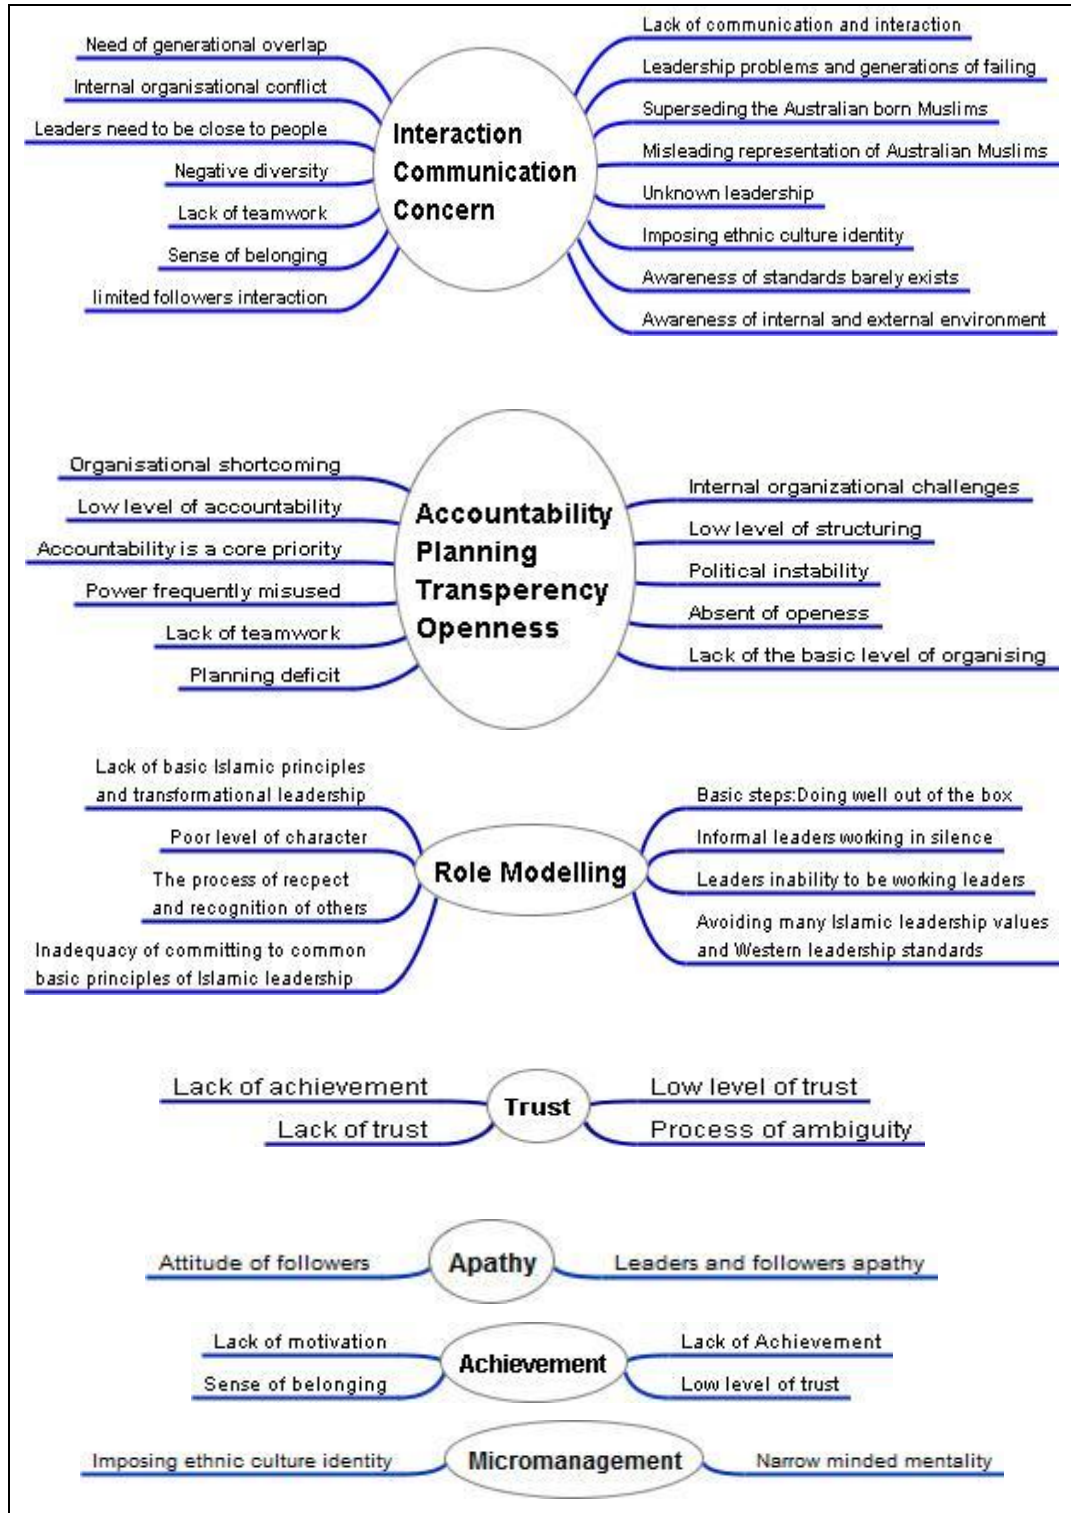 Need of generational overlap
Internal organisational conflict
Leaders need to be close to people
Negative diversity
Lack of teamwork
Sense of belonging
limited followers interaction
Interaction
Communication
Concern
Lack of communication and interaction
Leadership problems and generations of failing
Superseding the Australian born Muslims
Misleading representation of Australian Muslims
Unknown leadership
Imposing ethnic culture identity
Awareness of standards barely exists
Awareness of internal and external environment
Organisational shortcoming
Low level of accountability
Accountability is a core priority
Power frequently misused
Lack of teamwork
Planning deficit
Accountability
Planning
Transperency
Openness
Internal organizational challenges
Low level of structuring
Political instability
Absent of openess
Lack of the basic level of organising
Lack of basic Islamic principles
and transformational leadership
Poor level of character
The process of recpect
and recognition of others
Inadequacy of committing to common
basic principles of Islamic leadership
Role Modelling
Basic steps:Doing well out of the box
Informal leaders working in silence
Leaders inability to be working leaders
Avoiding many Islamic leadership values
and Western leadership standards
Lack of achievement
Lack of trust
Trust
Low level of trust
Process of ambiguity
Attitude of followers
Apathy
Leaders and followers apathy
Lack of motivation
Sense of belonging
Achievement
Lack of Achievement
Low level of trust
Imposing ethnic culture identity
Micromanagement
Narrow minded mentality